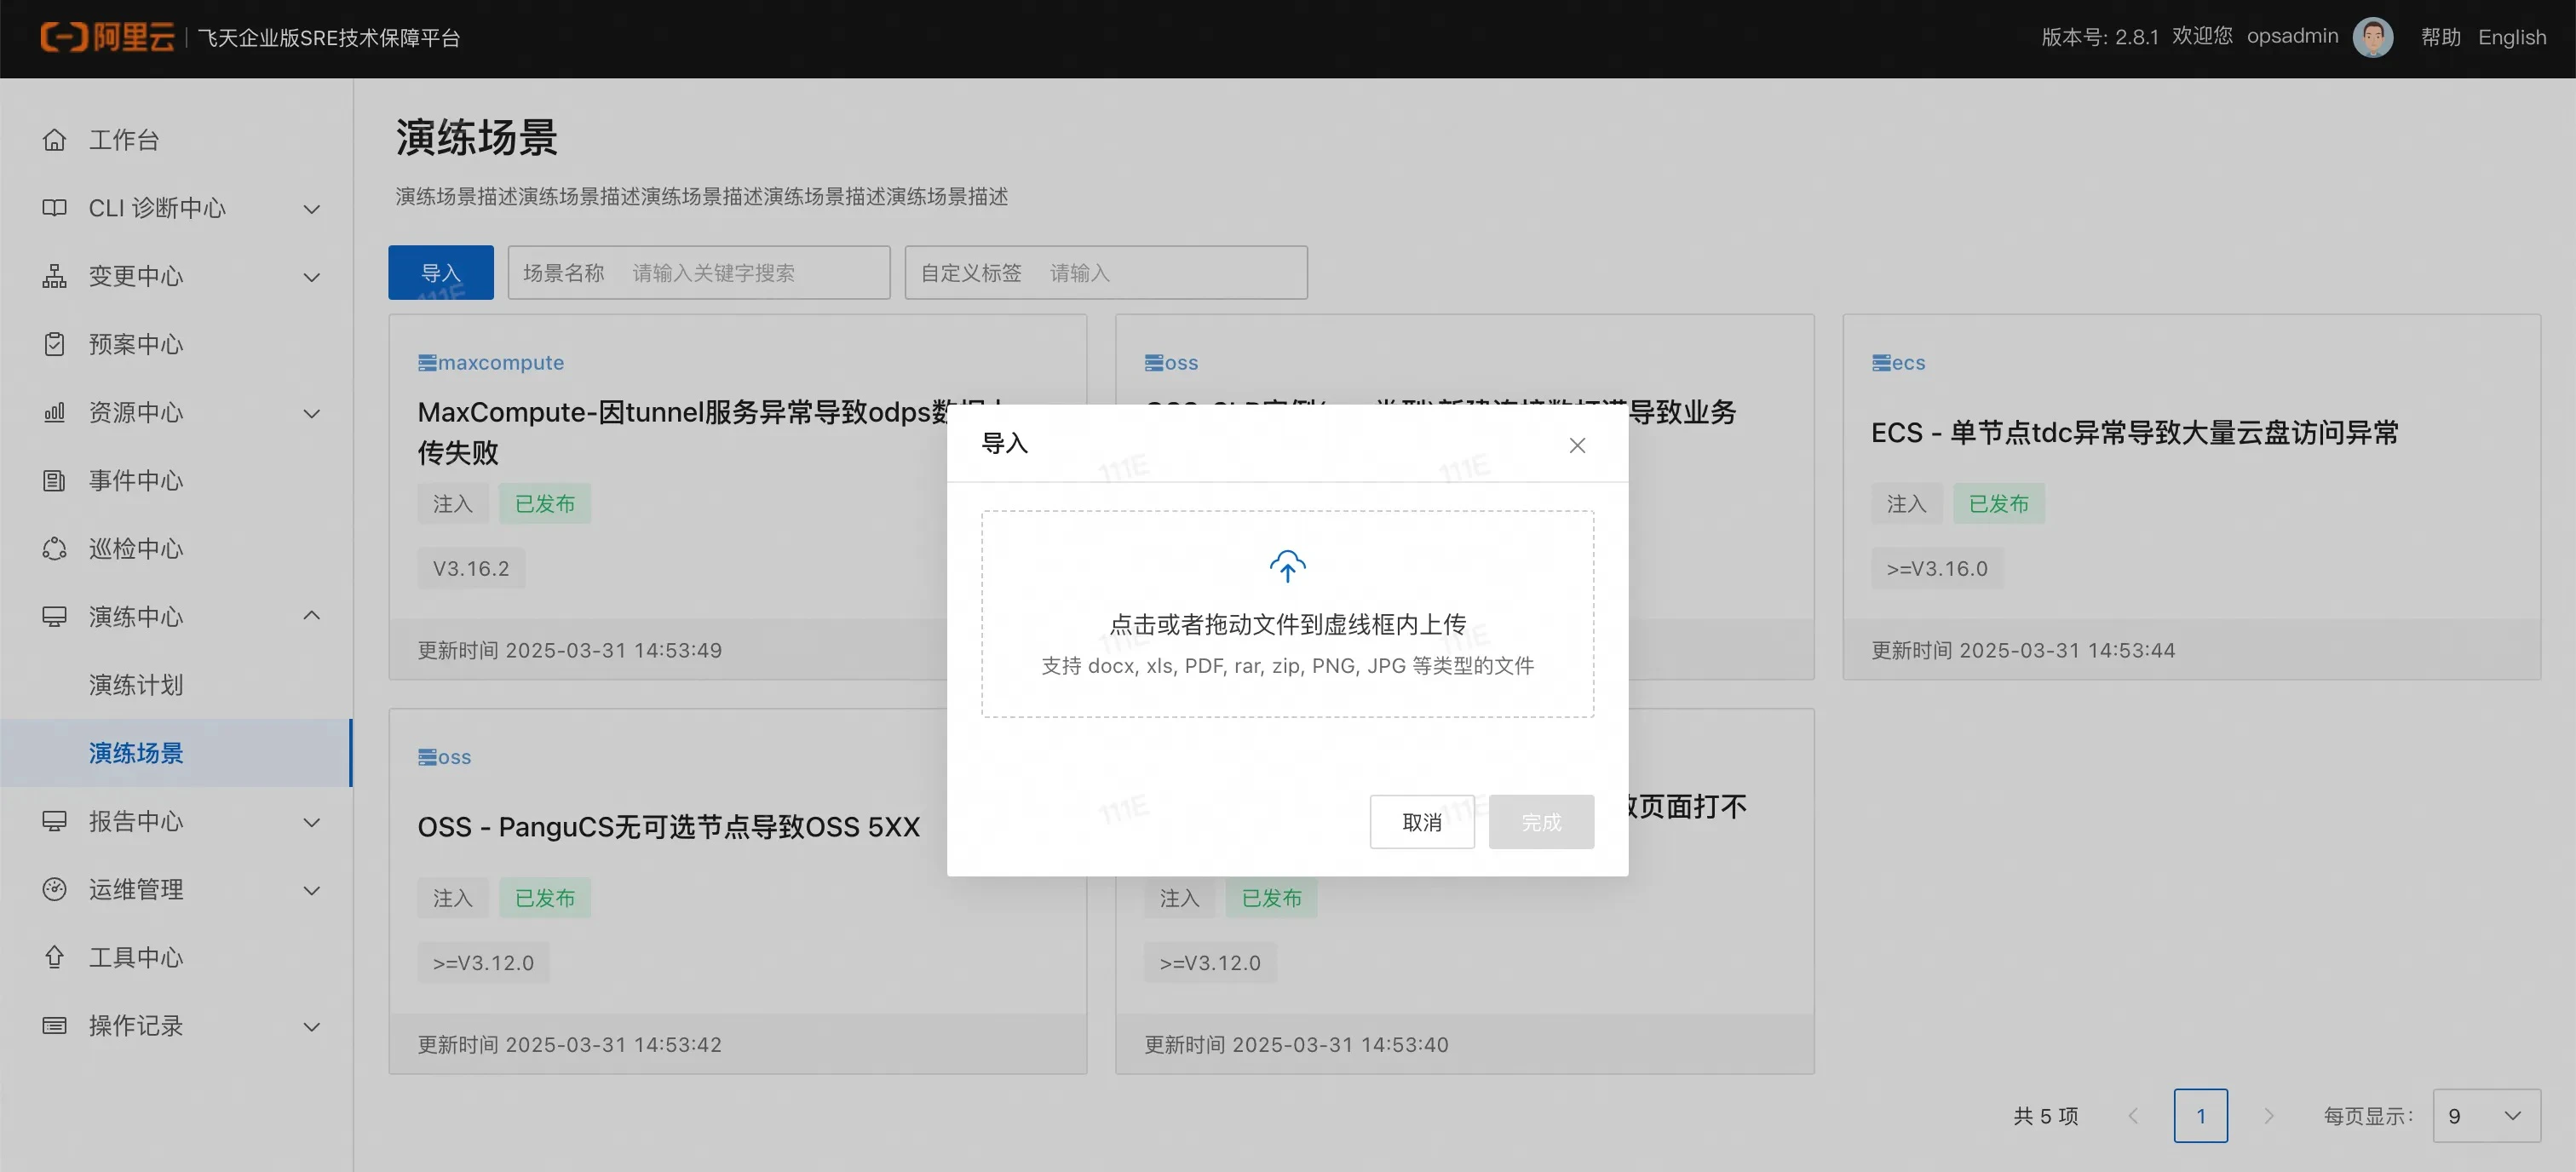 阿里云 飞天企业版SRE技术保障平台
版本号: 2.8.1 欢迎您 opsadmin 帮助 English
工作台
CLI 诊断中心
变更中心
预案中心
资源中心
事件中心
巡检中心
演练中心
演练计划
演练场景
报告中心
运维管理
工具中心
操作记录
演练场景
演练场景描述演练场景描述演练场景描述演练场景描述演练场景描述
导入 场景名称 请输入关键字搜索 自定义标签 请输入
maxcompute
MaxCompute-因tunnel服务异常导致odps数据上
传失败
注入 已发布
V3.16.2
更新时间 2025-03-31 14:53:49
oss
导致业务
ecs
ECS - 单节点tdc异常导致大量云盘访问异常
注入 已发布
>=V3.16.0
更新时间 2025-03-31 14:53:44
oss
OSS - PanguCS无可选节点导致OSS 5XX
注入 已发布
>=V3.12.0
更新时间 2025-03-31 14:53:42
页面打不
注入 已发布
>=V3.12.0
更新时间 2025-03-31 14:53:40
导入
点击或者拖动文件到虚线框内上传
支持 docx, xls, PDF, rar, zip, PNG, JPG 等类型的文件
取消 完成
共 5 项 1 每页显示: 9
111E
111E
111E
111E
111E
111E
111E